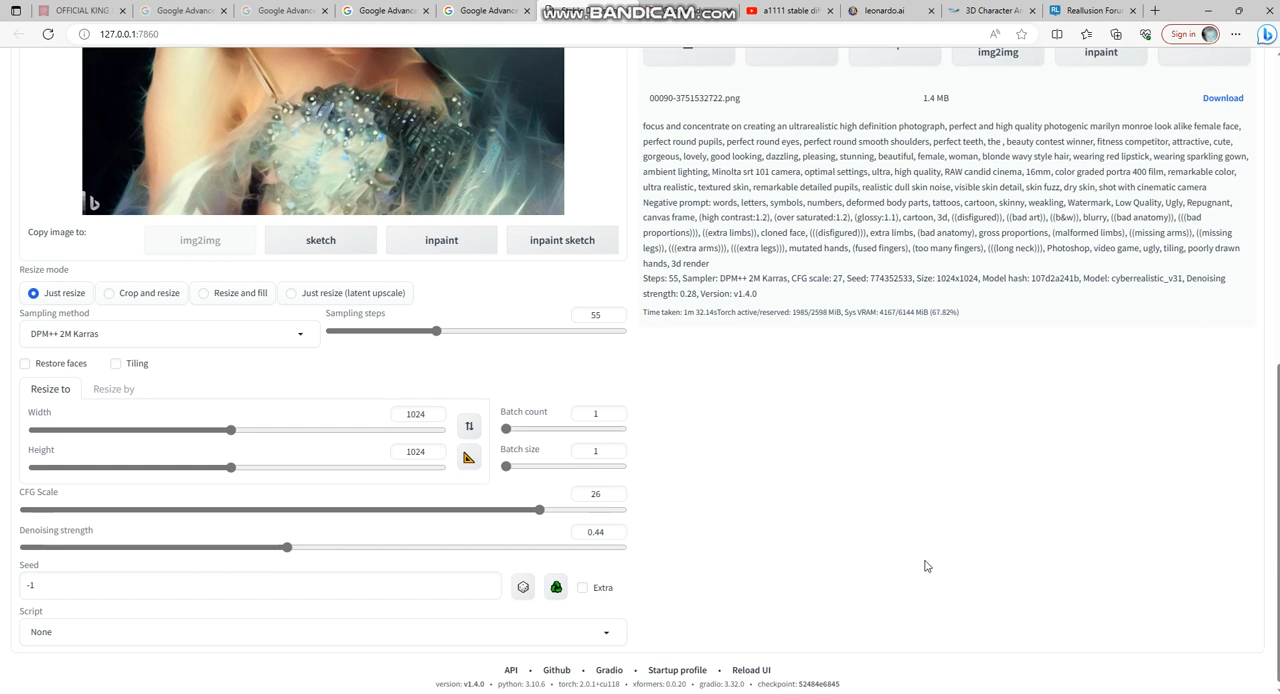 OFFICIAL KING
Google Advance
Google Advance
Google Advance
Google Advance
www.BANDICAM.com
a1111 stable dif
leonardo.ai
3D Character An
Reallusion Foru
127.0.0.1:7860
Sign in
img2img
inpaint
00090-3751532722.png
1.4 MB
Download
focus and concentrate on creating an ultrarealistic high definition photograph, perfect and high quality photogenic marilyn monroe look alike female face,
perfect round pupils, perfect round eyes, perfect round smooth shoulders, perfect teeth, the , beauty contest winner, fitness competitor, attractive, cute,
gorgeous, lovely, good looking, dazzling, pleasing, stunning, beautiful, female, woman, blonde wavy style hair, wearing red lipstick, wearing sparkling gown,
ambient lighting, Minolta srt 101 camera, optimal settings, ultra, high quality, RAW candid cinema, 16mm, color graded portra 400 film, remarkable color,
ultra realistic, textured skin, remarkable detailed pupils, realistic dull skin noise, visible skin detail, skin fuzz, dry skin, shot with cinematic camera
Negative prompt: words, letters, symbols, numbers, deformed body parts, tattoos, cartoon, skinny, weakling, Watermark, Low Quality, Ugly, Repugnant,
canvas frame, (high contrast:1.2), (over saturated:1.2), (glossy:1.1), cartoon, 3d, ((disfigured)), ((bad art)), ((b&w)), blurry, ((bad anatomy)), (((bad
proportions))), ((extra limbs)), cloned face, (((disfigured))), extra limbs, (bad anatomy), gross proportions, (malformed limbs), ((missing arms)), ((missing
legs)), (((extra arms))), (((extra legs))), mutated hands, (fused fingers), (too many fingers), (((long neck))), Photoshop, video game, ugly, tiling, poorly drawn
hands, 3d render
Steps: 55, Sampler: DPM++ 2M Karras, CFG scale: 27, Seed: 774352533, Size: 1024x1024, Model hash: 107d2a241b, Model: cyberrealistic_v31, Denoising
strength: 0.28, Version: v1.4.0
Time taken: 1m 32.14sTorch active/reserved: 1985/2598 MiB, Sys VRAM: 4167/6144 MiB (67.82%)
Copy image to:
img2img
sketch
inpaint
inpaint sketch
Resize mode
Just resize
Crop and resize
Resize and fill
Just resize (latent upscale)
Sampling method
DPM++ 2M Karras
Sampling steps
55
Restore faces
Tiling
Resize to
Resize by
Width
1024
Height
1024
Batch count
1
Batch size
1
CFG Scale
26
Denoising strength
0.44
Seed
-1
Extra
Script
None
API • Github • Gradio • Startup profile • Reload UI
version: v1.4.0 • python: 3.10.6 • torch: 2.0.1+cu118 • xformers: 0.0.20 • gradio: 3.32.0 • checkpoint: 52484e6845